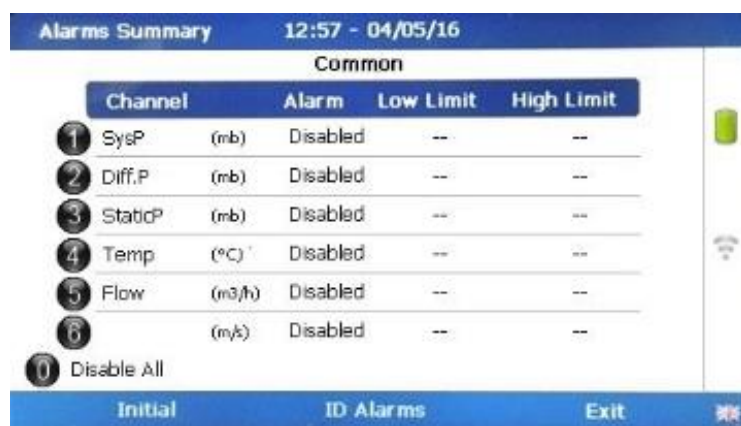 Alarms Summary 12:57 - 04/05/16
Common
Channel Alarm Low Limit High Limit
1 SysP (mb) Disabled -- --
2 Diff.P (mb) Disabled -- --
3 StaticP (mb) Disabled -- --
4 Temp (°C) Disabled -- --
5 Flow (m3/h) Disabled -- --
6 (m/s) Disabled -- --
0 Disable All
Initial ID Alarms Exit